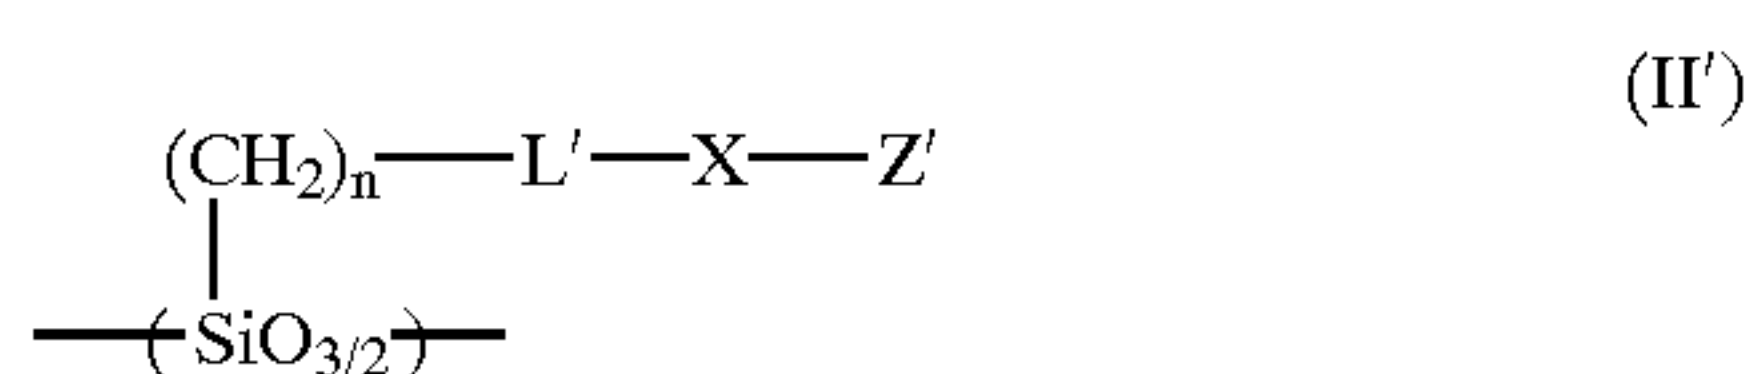 (II′)
(CH₂)ₙ—L′—X—Z′
—(SiO₃/₂)—